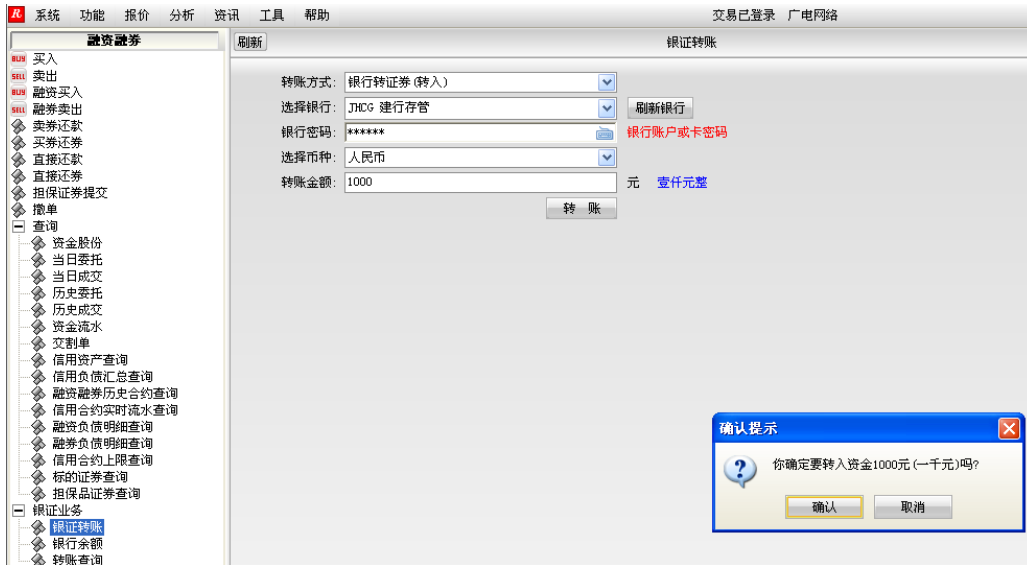 R 系统 功能 报价 分析 资讯 工具 帮助 交易已登录 广电网络
融资融券
刷新 银证转账
BUY 买入
SELL 卖出
BUY 融资买入
SELL 融券卖出
卖券还款
买券还券
直接还款
直接还券
担保证券提交
撤单
查询
资金股份
当日委托
当日成交
历史委托
历史成交
资金流水
交割单
信用资产查询
信用负债汇总查询
融资融券历史合约查询
信用合约实时流水查询
融资负债明细查询
融券负债明细查询
信用合约上限查询
标的证券查询
担保品证券查询
银证业务
银证转账
银行余额
转账查询
转账方式: 银行转证券(转入)
选择银行: JHCG 建行存管 刷新银行
银行密码: ****** 银行账户或卡密码
选择币种: 人民币
转账金额: 1000 元 壹仟元整
转 账
确认提示
你确定要转入资金1000元(一千元)吗?
确认 取消